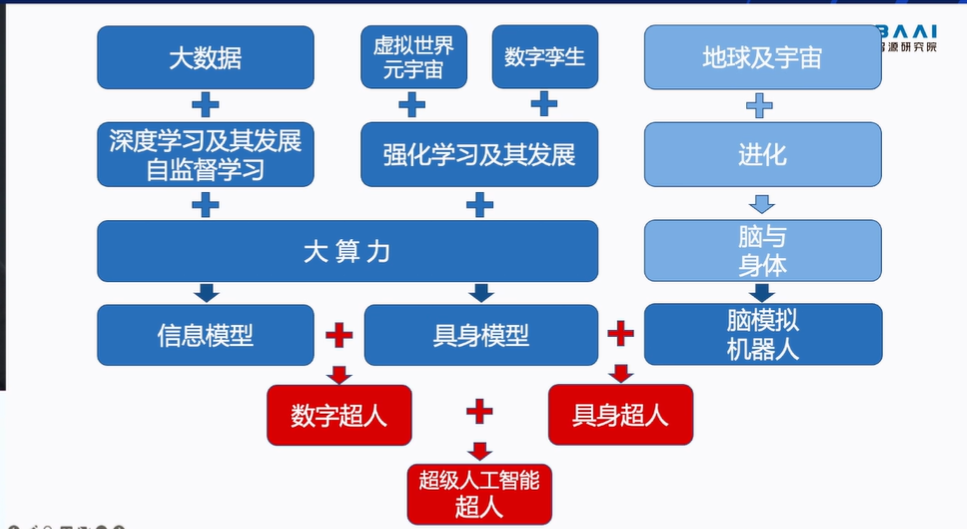 BAAI
智源研究院
大数据
虚拟世界
元宇宙
数字孪生
地球及宇宙
深度学习及其发展
自监督学习
强化学习及其发展
进化
大 算 力
脑与
身体
信息模型
具身模型
脑模拟
机器人
数字超人
具身超人
超级人工智能
超人